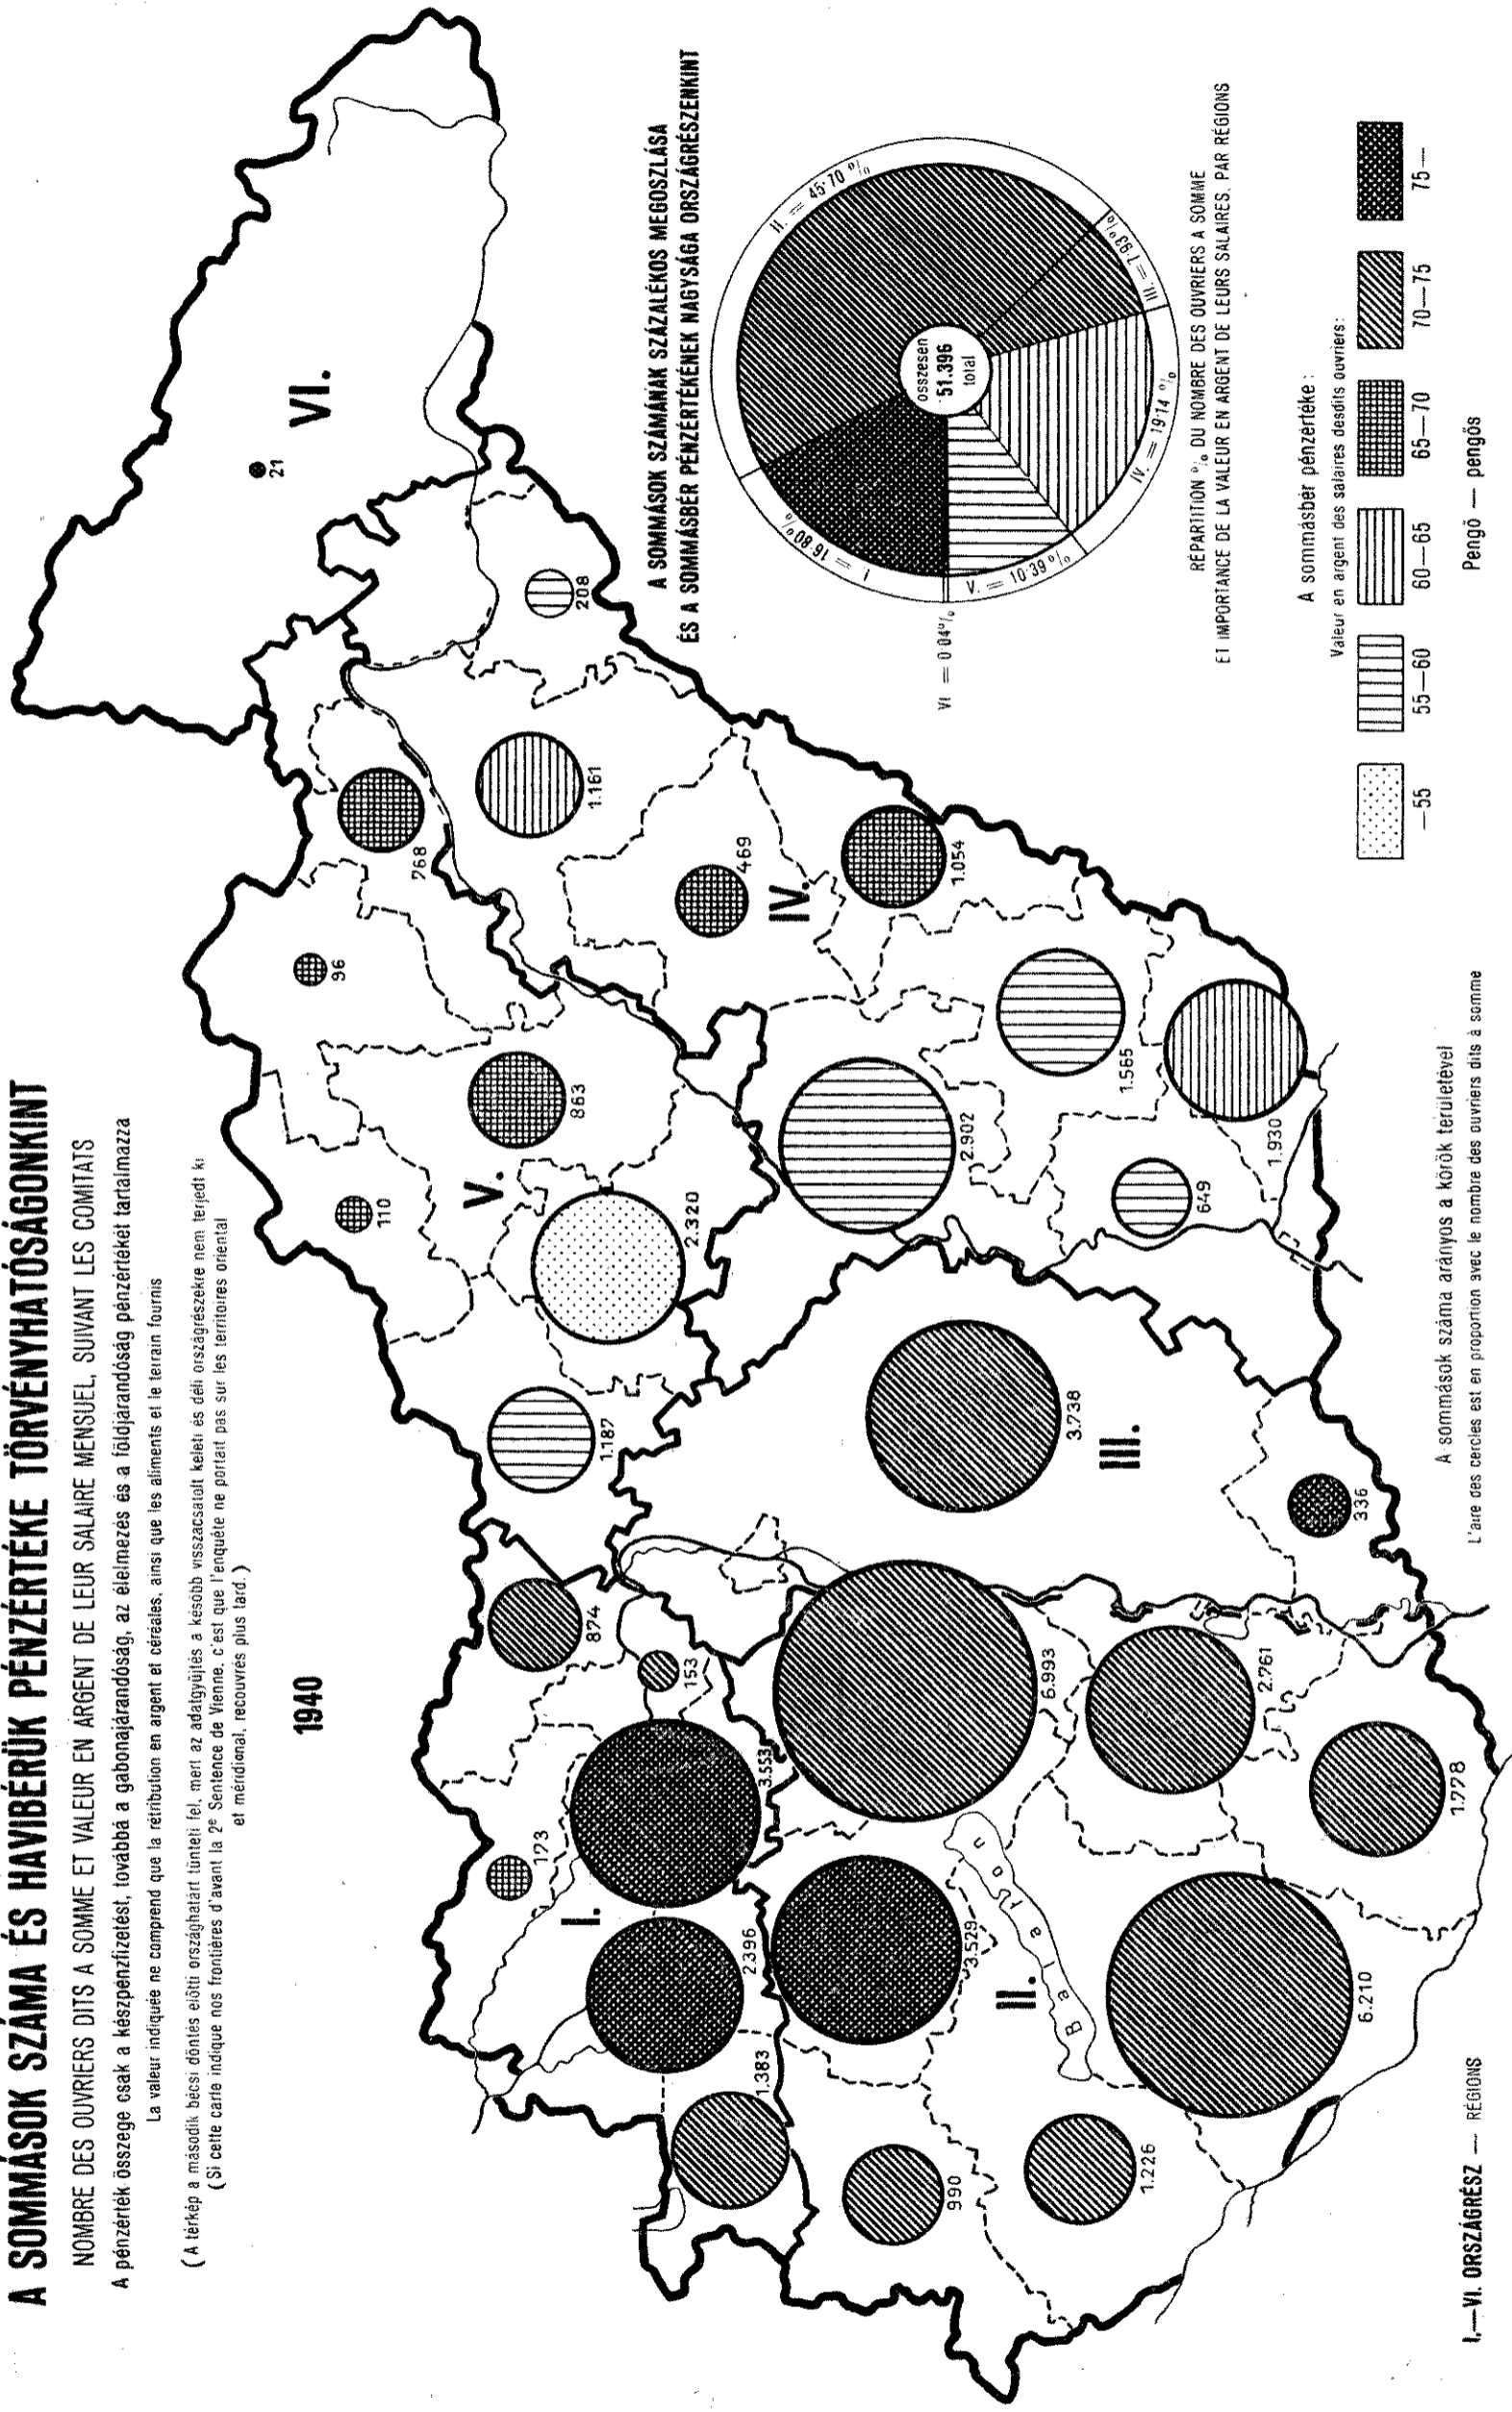 A SOMMÁSOK SZÁMA ÉS HAVIBÉRÜK PÉNZÉRTÉKE TÖRVÉNYHATÓSÁGONKINT
NOMBRE DES OUVRIERS DITS A SOMME ET VALEUR EN ARGENT DE LEUR SALAIRE MENSUEL, SUIVANT LES COMITATS
A pénzérték összege csak a készpénzfizetést, továbbá a gabonajárandóság, az élelmezés és a földjárandóság pénzértékét tartalmazza
La valeur indiquée ne comprend que la rétribution en argent et céréales, ainsi que les aliments et le terrain fournis
(A térkép a második bécsi döntés előtti országhatárt tünteti fel, mert az adatgyüjtés a később visszacsatolt keleti és déli országrészekre nem terjedt ki
(Si cette carte indique nos frontières d'avant la 2e Sentence de Vienne, c'est que l'enquête ne portait pas sur les territoires oriental
et méridional, recouvrés plus tard.)
1940
VI.
21
208
268
1.161
96
469
IV.
1.054
863
110
V.
2.320
1.187
2.902
1.565
1.930
649
3.738
III.
336
874
153
3.553
123
I.
2.396
1.383
6.993
2.761
1.778
3.529
II.
Balaton
6.210
990
1.226
A SOMMÁSOK SZÁMÁNAK SZÁZALÉKOS MEGOSZLÁSA
ÉS A SOMMÁSBÉR PÉNZÉRTÉKÉNEK NAGYSÁGA ORSZÁGRÉSZENKINT
I. = 16·80 %
II. = 45·70 %
III. = 7·93 %
IV. = 19·14 %
V. = 10·39 %
VI = 0·04 %
összesen
51.396
total
RÉPARTITION % DU NOMBRE DES OUVRIERS A SOMME
ET IMPORTANCE DE LA VALEUR EN ARGENT DE LEURS SALAIRES, PAR RÉGIONS
A sommásbér pénzértéke:
Valeur en argent des salaires desdits ouvriers:
—55
55—60
60—65
65—70
70—75
75—
Pengő — pengős
A sommások száma arányos a körök területével
L'aire des cercles est en proportion avec le nombre des ouvriers dits à somme
I.—VI. ORSZÁGRÉSZ — RÉGIONS